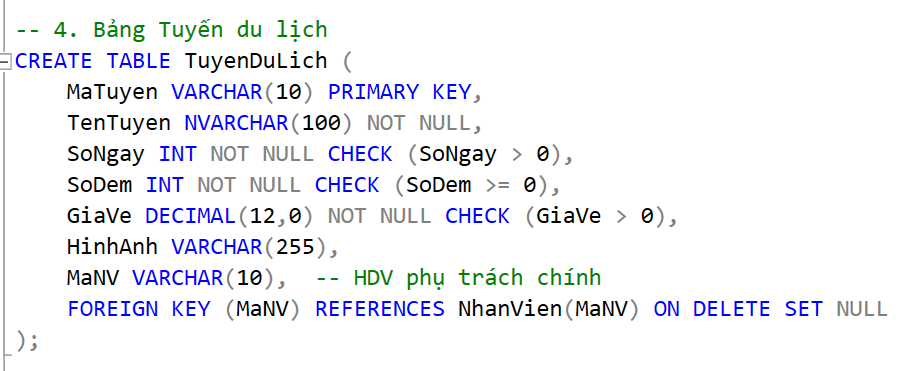 -- 4. Bảng Tuyến du lịch
CREATE TABLE TuyenDuLich (
MaTuyen VARCHAR(10) PRIMARY KEY,
TenTuyen NVARCHAR(100) NOT NULL,
SoNgay INT NOT NULL CHECK (SoNgay > 0),
SoDem INT NOT NULL CHECK (SoDem >= 0),
GiaVe DECIMAL(12,0) NOT NULL CHECK (GiaVe > 0),
HinhAnh VARCHAR(255),
MaNV VARCHAR(10),  -- HDV phụ trách chính
FOREIGN KEY (MaNV) REFERENCES NhanVien(MaNV) ON DELETE SET NULL
);